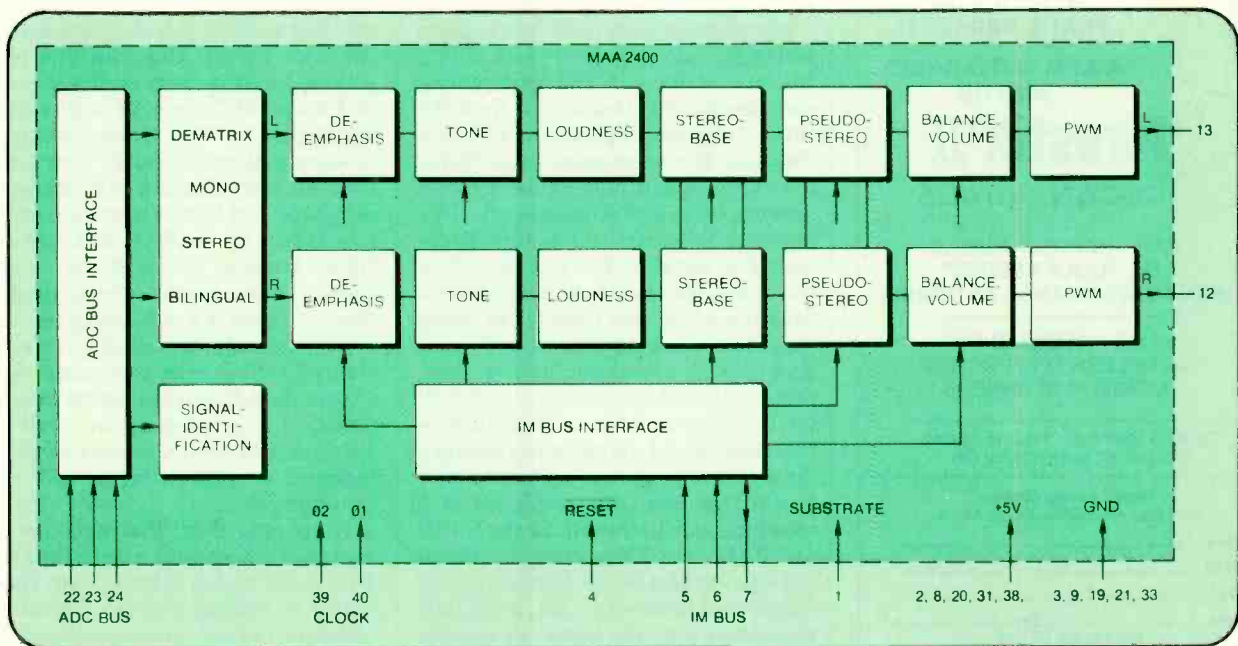 MAA 2400
ADC BUS INTERFACE
DEMATRIX
MONO
STEREO
BILINGUAL
L
R
DE-
EMPHASIS
TONE
LOUDNESS
STEREO-
BASE
PSEUDO-
STEREO
BALANCE,
VOLUME
PWM
L
13
DE-
EMPHASIS
TONE
LOUDNESS
STEREO-
BASE
PSEUDO-
STEREO
BALANCE,
VOLUME
PWM
R
12
SIGNAL-
IDENTI-
FICATION
IM BUS INTERFACE
02 01
RESET
SUBSTRATE
+5V
GND
22 23 24
39 40
4
5 6 7
1
2, 8, 20, 31, 38,
3, 9, 19, 21, 33
ADC BUS
CLOCK
IM BUS